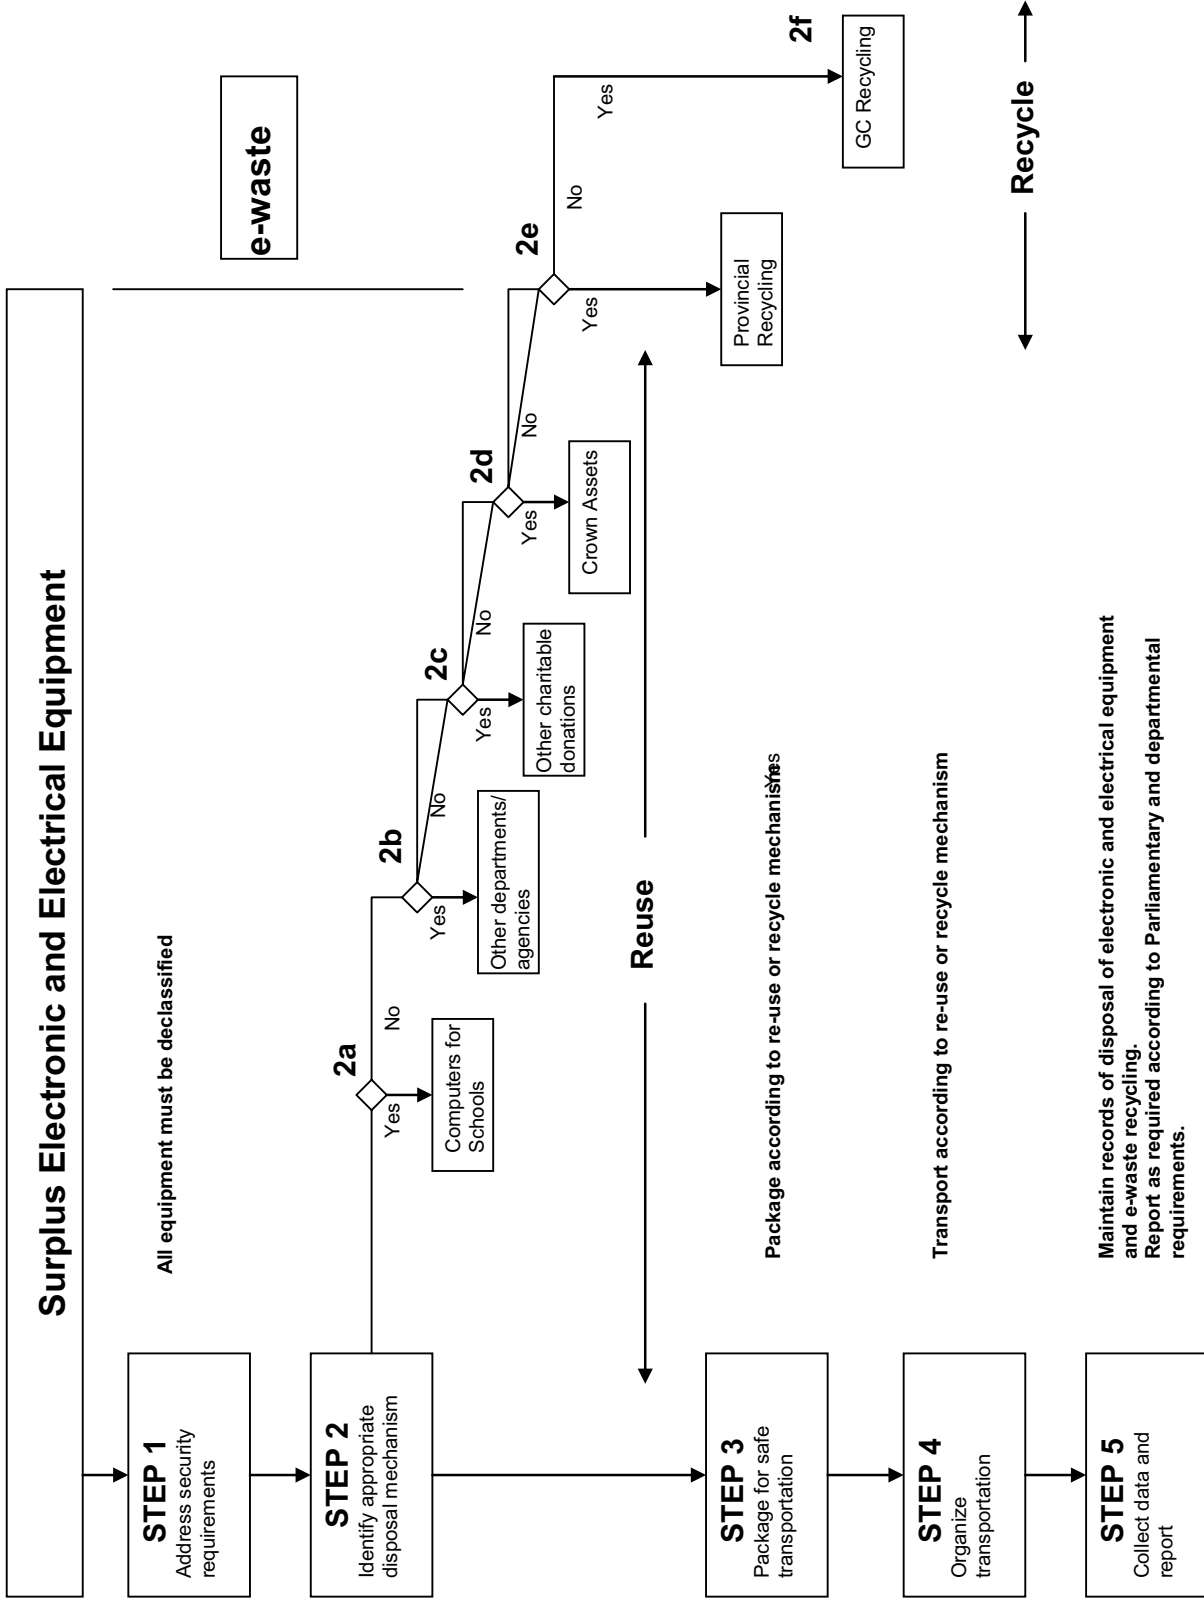 Surplus Electronic and Electrical Equipment
e-waste
STEP 1
Address security
requirements
All equipment must be declassified
STEP 2
Identify appropriate
disposal mechanism
2a
No
Yes
Computers for
Schools
2b
No
Yes
Other departments/
agencies
2c
No
Yes
Other charitable
donations
2d
No
Yes
Crown Assets
2e
No
Yes
Provincial
Recycling
Yes
2f
GC Recycling
Reuse
Recycle
STEP 3
Package for safe
transportation
Package according to re-use or recycle mechanism
Yes
STEP 4
Organize
transportation
Transport according to re-use or recycle mechanism
STEP 5
Collect data and
report
Maintain records of disposal of electronic and electrical equipment
and e-waste recycling.
Report as required according to Parliamentary and departmental
requirements.